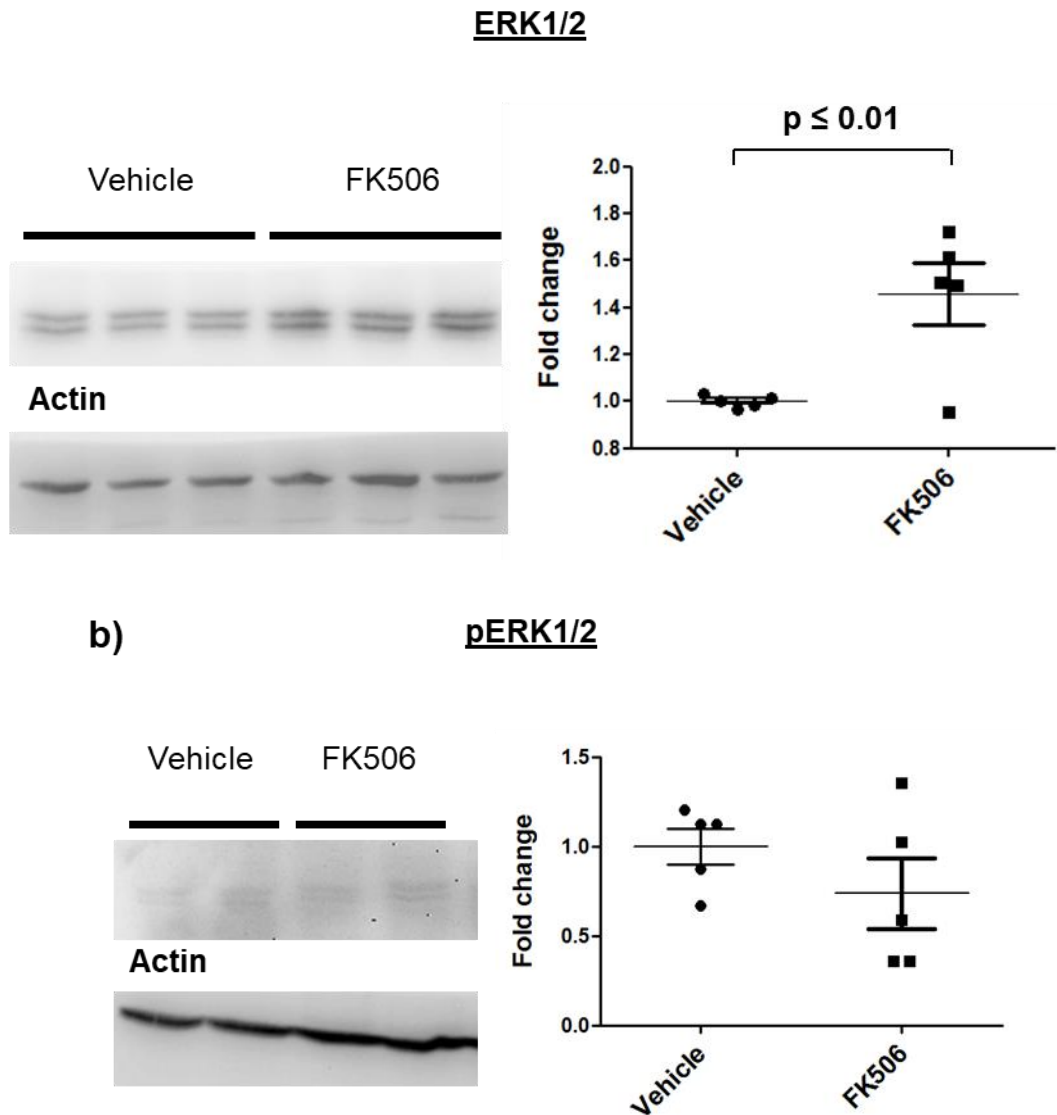 ERK1/2
Vehicle FK506
Actin
p ≤ 0.01
2.0
1.8
1.6
1.4
1.2
1.0
0.8
Fold change
Vehicle
FK506
b)
pERK1/2
Vehicle FK506
Actin
1.5
1.0
0.5
0.0
Fold change
Vehicle
FK506